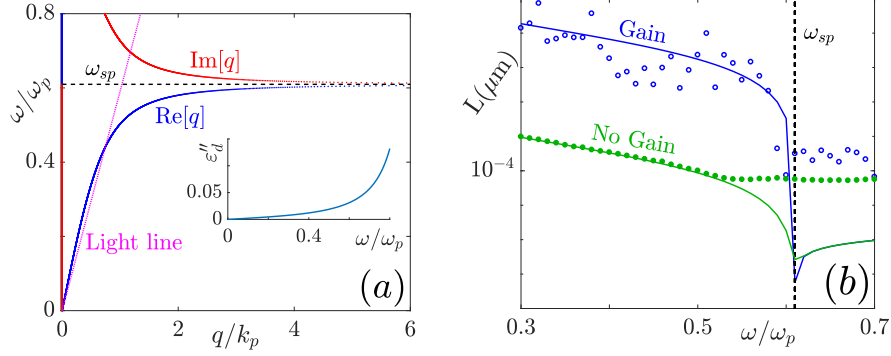 0.8
0.4
0
ω/ω_p
ω_sp
Im[q]
Re[q]
Light line
ε″_d
0.05
0
0
0.4
ω/ω_p
(a)
0
2
4
6
q/k_p
L(μm)
10^-4
Gain
No Gain
ω_sp
(b)
0.3
0.5
0.7
ω/ω_p